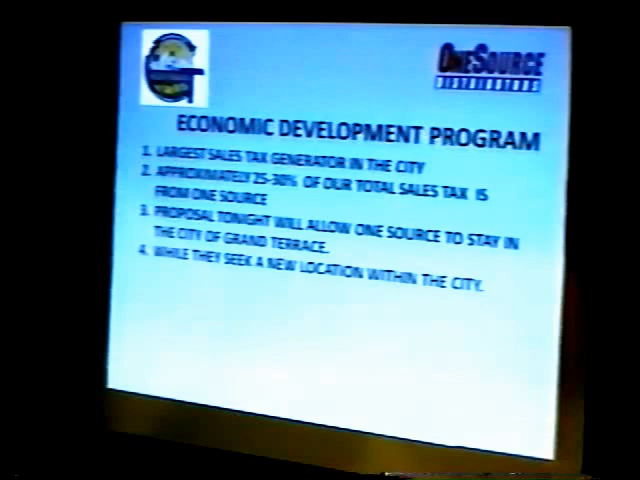 ONESOURCE
DISTRIBUTORS
ECONOMIC DEVELOPMENT PROGRAM
1. LARGEST SALES TAX GENERATOR IN THE CITY
2. APPROXIMATELY 25-30% OF OUR TOTAL SALES TAX IS
FROM ONE SOURCE
3. PROPOSAL TONIGHT WILL ALLOW ONE SOURCE TO STAY IN
THE CITY OF GRAND TERRACE.
4. WHILE THEY SEEK A NEW LOCATION WITHIN THE CITY.